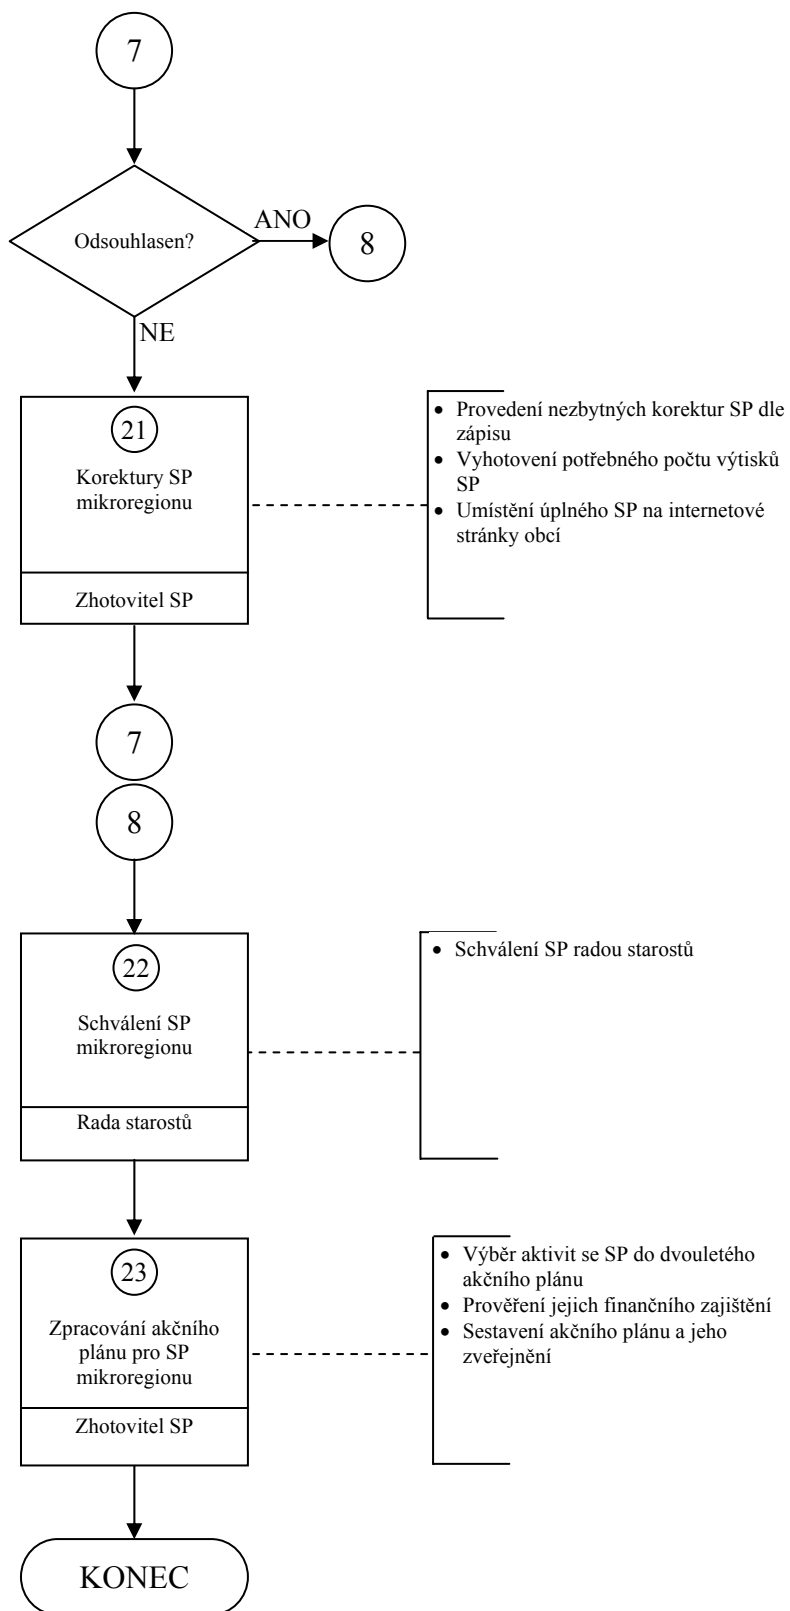 7
Odsouhlasen?
ANO
8
NE
21
Korektury SP
mikroregionu
Zhotovitel SP
• Provedení nezbytných korektur SP dle
zápisu
• Vyhotovení potřebného počtu výtisků
SP
• Umístění úplného SP na internetové
stránky obcí
7
8
22
Schválení SP
mikroregionu
Rada starostů
• Schválení SP radou starostů
23
Zpracování akčního
plánu pro SP
mikroregionu
Zhotovitel SP
• Výběr aktivit se SP do dvouletého
akčního plánu
• Prověření jejich finančního zajištění
• Sestavení akčního plánu a jeho
zveřejnění
KONEC